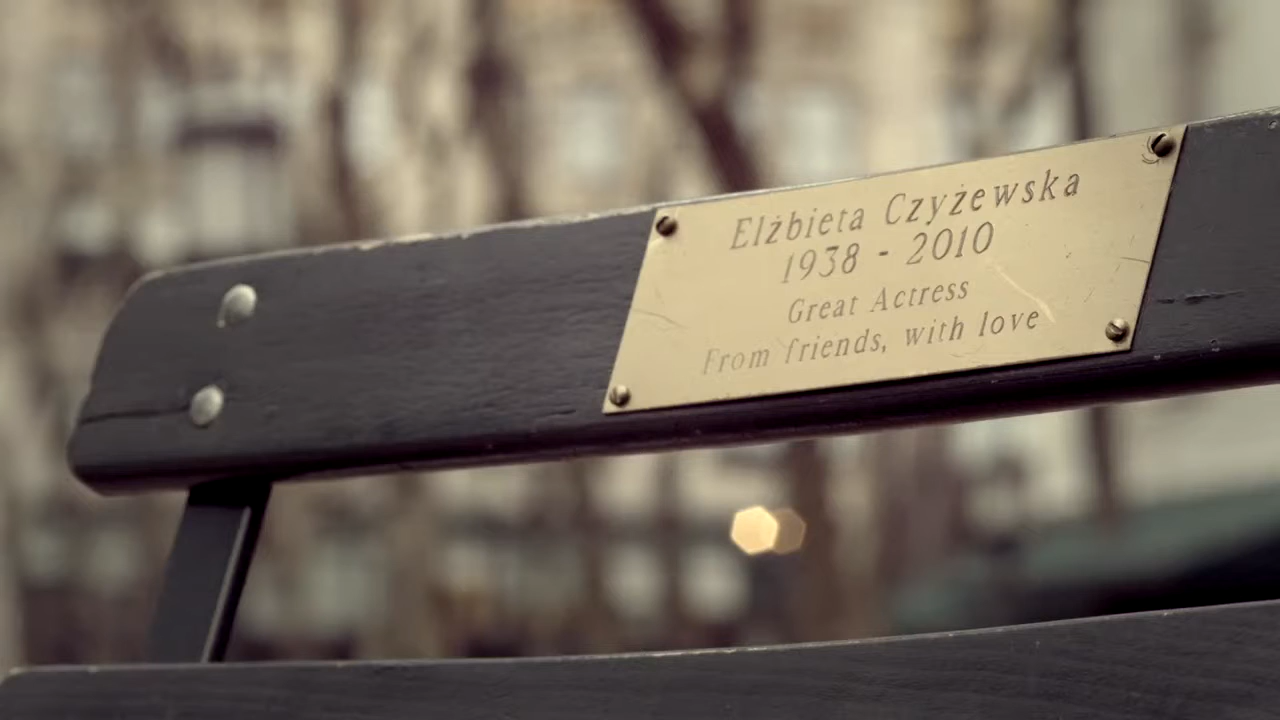 Elżbieta Czyżewska
1938 - 2010
Great Actress
From friends, with love